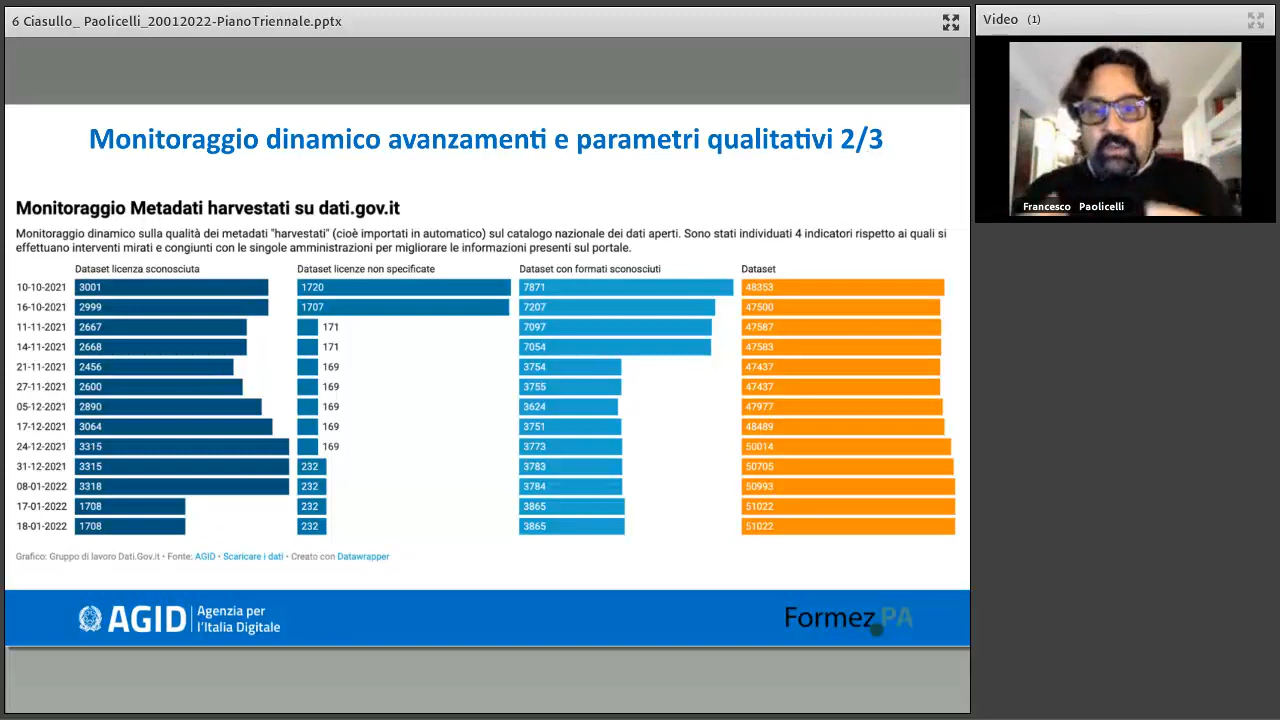 6 Ciasullo_ Paolicelli_20012022-PianoTriennale.pptx
Video (1)
Francesco Paolicelli
Monitoraggio dinamico avanzamenti e parametri qualitativi 2/3
Monitoraggio Metadati harvestati su dati.gov.it
Monitoraggio dinamico sulla qualità dei metadati "harvestati" (cioè importati in automatico) sul catalogo nazionale dei dati aperti. Sono stati individuati 4 indicatori rispetto ai quali si
effettuano interventi mirati e congiunti con le singole amministrazioni per migliorare le informazioni presenti sul portale.
Dataset licenza sconosciuta Dataset licenze non specificate Dataset con formati sconosciuti Dataset
10-10-2021 3001 1720 7871 48353
16-10-2021 2999 1707 7207 47500
11-11-2021 2667 171 7097 47587
14-11-2021 2668 171 7054 47583
21-11-2021 2456 169 3754 47437
27-11-2021 2600 169 3755 47437
05-12-2021 2890 169 3624 47977
17-12-2021 3064 169 3751 48489
24-12-2021 3315 169 3773 50014
31-12-2021 3315 232 3783 50705
08-01-2022 3318 232 3784 50993
17-01-2022 1708 232 3865 51022
18-01-2022 1708 232 3865 51022
Grafico: Gruppo di lavoro Dati.Gov.it • Fonte: AGID • Scaricare i dati • Creato con Datawrapper
AGID Agenzia per
l'Italia Digitale
Formez PA